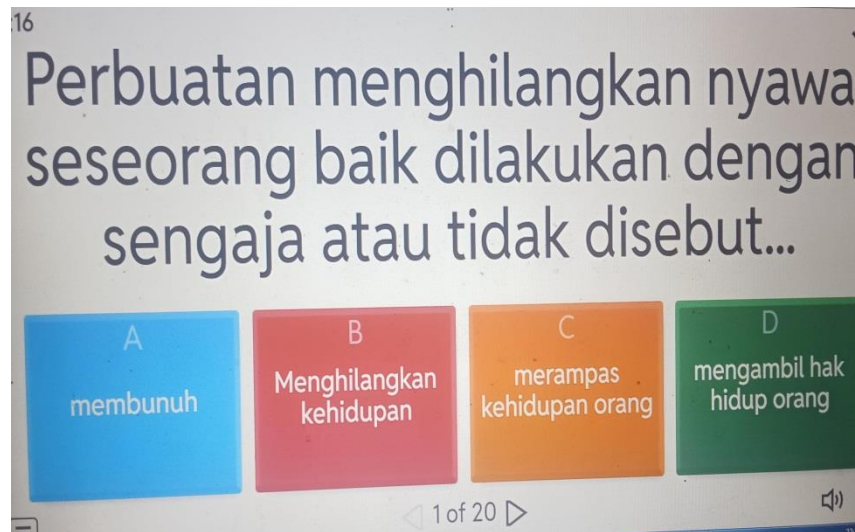 :16
Perbuatan menghilangkan nyawa
seseorang baik dilakukan dengan
sengaja atau tidak disebut...
A
membunuh
B
Menghilangkan
kehidupan
C
merampas
kehidupan orang
D
mengambil hak
hidup orang
1 of 20